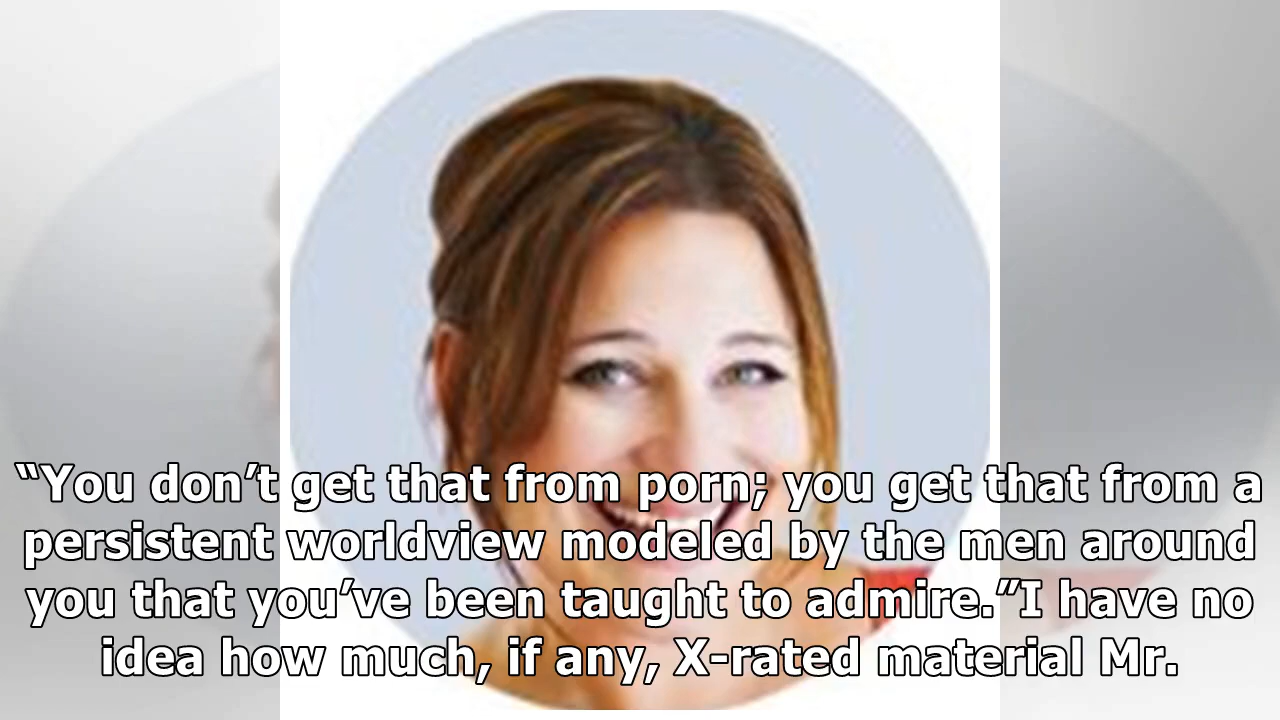 “You don’t get that from porn; you get that from a
persistent worldview modeled by the men around
you that you’ve been taught to admire.”I have no
idea how much, if any, X-rated material Mr.